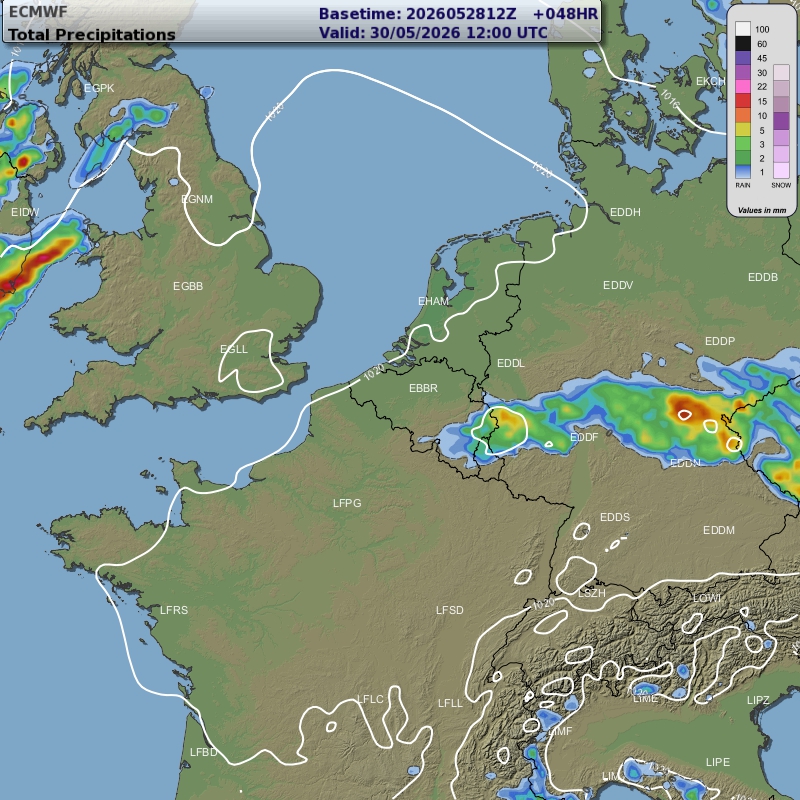 ECMWF
Basetime: 2026052812Z +048HR
Total Precipitations
Valid: 30/05/2026 12:00 UTC
100
60
45
30
22
15
10
5
3
2
1
RAIN
SNOW
Values in mm
EGPK
EKCH
1016
1020
1020
EIDW
EGNM
EDDH
EGBB
EDDV
EDDB
EHAM
EGLL
EDDP
EDDL
1020
EBBR
EDDF
EDDN
LFPG
EDDS
EDDM
LSZH
LOWI
1020
LFRS
LFSD
LFLC
LFLL
LIME
LIPZ
LIMF
LFBD
LIPE